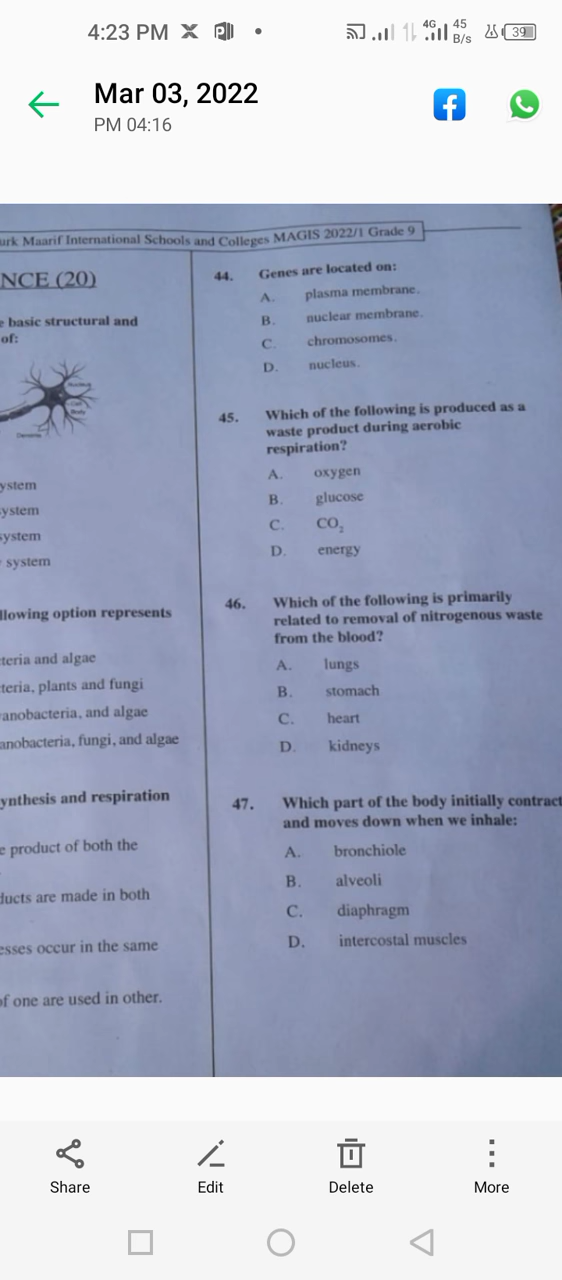 4:23 PM
4G
45
B/s
39
Mar 03, 2022
PM 04:16
Maarif International Schools and Colleges MAGIS 2022/1 Grade 9
NCE (20)
basic structural and
of:
Nucleus
Cell
Body
ystem
ystem
system
system
llowing option represents
teria and algae
teria, plants and fungi
anobacteria, and algae
anobacteria, fungi, and algae
ynthesis and respiration
e product of both the
ducts are made in both
esses occur in the same
of one are used in other.
44. Genes are located on:
A. plasma membrane.
B. nuclear membrane.
C. chromosomes.
D. nucleus.
45. Which of the following is produced as a
waste product during aerobic
respiration?
A. oxygen
B. glucose
C. CO₂
D. energy
46. Which of the following is primarily
related to removal of nitrogenous waste
from the blood?
A. lungs
B. stomach
C. heart
D. kidneys
47. Which part of the body initially contract
and moves down when we inhale:
A. bronchiole
B. alveoli
C. diaphragm
D. intercostal muscles
Share
Edit
Delete
More